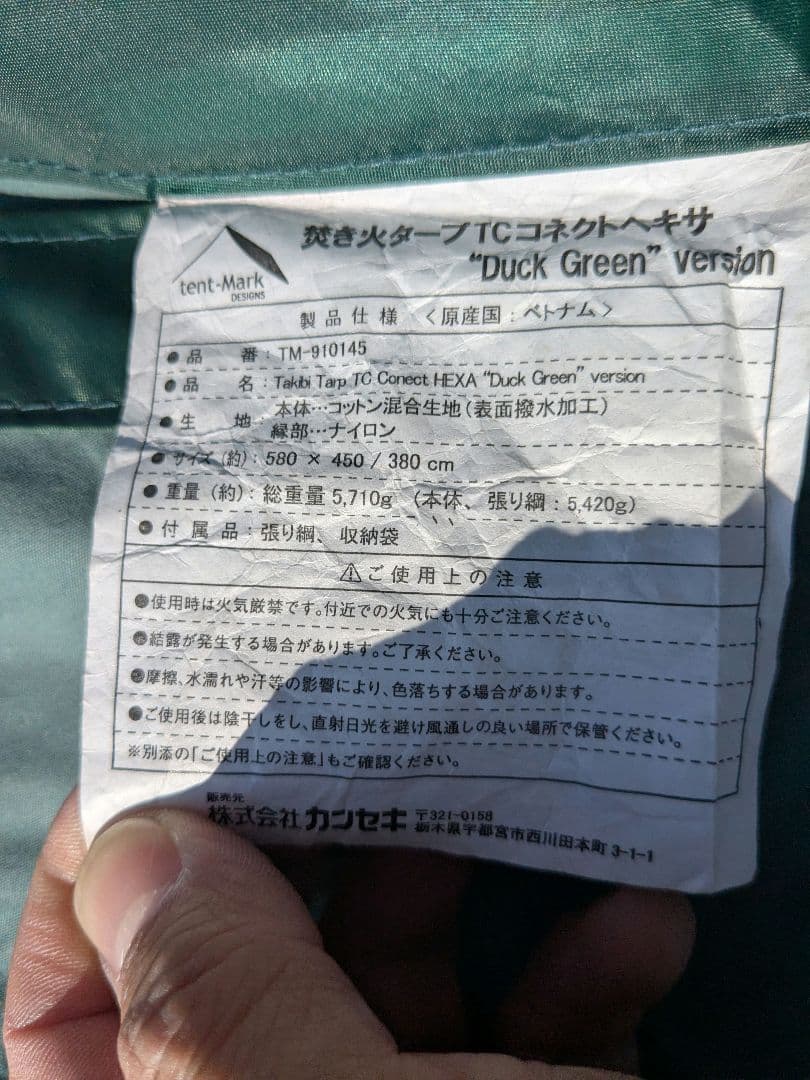 tent-Mark
DESIGNS
焚き火タープTCコネクトヘキサ
"Duck Green" version
製品仕様 〈原産国:ベトナム〉
●品 番:TM-910145
●品 名:Takibi Tarp TC Conect HEXA "Duck Green" version
●生 地:本体…コットン混合生地(表面撥水加工)
縁部…ナイロン
●サイズ(約):580 × 450 / 380 cm
●重量(約):総重量 5,710g (本体、張り綱:5,420g)
●付属品:張り綱、収納袋
⚠ご使用上の注意
●使用時は火気厳禁です。付近での火気にも十分ご注意ください。
●結露が発生する場合があります。ご了承ください。
●摩擦、水濡れや汗等の影響により、色落ちする場合があります。
●ご使用後は陰干しをし、直射日光を避け風通しの良い場所で保管ください。
※別添の「ご使用上の注意」もご確認ください。
販売元
株式会社 カンセキ 〒321-0158
栃木県宇都宮市西川田本町 3-1-1